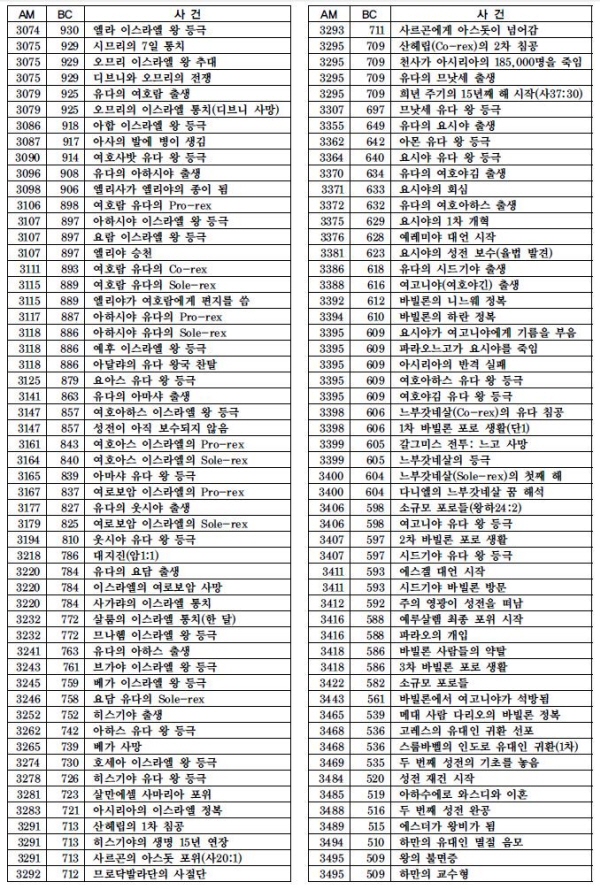 AM BC 사 건
3074 930 엘라 이스라엘 왕 등극
3075 929 시므리의 7일 통치
3075 929 오므리 이스라엘 왕 추대
3075 929 디브니와 오므리의 전쟁
3079 925 유다의 여호람 출생
3079 925 오므리의 이스라엘 통치(디브니 사망)
3086 918 아합 이스라엘 왕 등극
3087 917 아사의 발에 병이 생김
3090 914 여호사밧 유다 왕 등극
3096 908 유다의 아하시야 출생
3098 906 엘리사가 엘리야의 종이 됨
3106 898 여호람 유다의 Pro-rex
3107 897 아하시야 이스라엘 왕 등극
3107 897 요람 이스라엘 왕 등극
3107 897 엘리야 승천
3111 893 여호람 유다의 Co-rex
3115 889 여호람 유다의 Sole-rex
3115 889 엘리야가 여호람에게 편지를 씀
3117 887 아하시야 유다의 Pro-rex
3118 886 아하시야 유다의 Sole-rex
3118 886 예후 이스라엘 왕 등극
3118 886 아달랴의 유다 왕국 찬탈
3125 879 요아스 유다 왕 등극
3141 863 유다의 아마샤 출생
3147 857 여호아하스 이스라엘 왕 등극
3147 857 성전이 아직 보수되지 않음
3161 843 여호아스 이스라엘의 Pro-rex
3164 840 여호아스 이스라엘의 Sole-rex
3165 839 아마샤 유다 왕 등극
3167 837 여로보암 이스라엘의 Pro-rex
3177 827 유다의 웃시야 출생
3179 825 여로보암 이스라엘의 Sole-rex
3194 810 웃시야 유다 왕 등극
3218 786 대지진(암1:1)
3220 784 유다의 요담 출생
3220 784 이스라엘의 여로보암 사망
3220 784 사가랴의 이스라엘 통치
3232 772 살룸의 이스라엘 통치(한 달)
3232 772 므나헴 이스라엘 왕 등극
3241 763 유다의 아하스 출생
3243 761 브가야 이스라엘 왕 등극
3245 759 베가 이스라엘 왕 등극
3246 758 요담 유다의 Sole-rex
3252 752 히스기야 출생
3262 742 아하스 유다 왕 등극
3265 739 베가 사망
3274 730 호세아 이스라엘 왕 등극
3278 726 히스기야 유다 왕 등극
3281 723 살만에셀 사마리아 포위
3283 721 아시리아의 이스라엘 정복
3291 713 산헤립의 1차 침공
3291 713 히스기야의 생명 15년 연장
3291 713 사르곤의 아스돗 포위(사20:1)
3292 712 므로닥발라단의 사절단
AM BC 사 건
3293 711 사르곤에게 아스돗이 넘어감
3295 709 산헤립(Co-rex)의 2차 침공
3295 709 천사가 아시리아의 185,000명을 죽임
3295 709 유다의 므낫세 출생
3295 709 희년 주기의 15년째 해 시작(사37:30)
3307 697 므낫세 유다 왕 등극
3355 649 유다의 요시야 출생
3362 642 아몬 유다 왕 등극
3364 640 요시야 유다 왕 등극
3370 634 유다의 여호야김 출생
3371 633 요시야의 회심
3372 632 유다의 여호아하스 출생
3375 629 요시야의 1차 개혁
3376 628 예레미야 대언 시작
3381 623 요시야의 성전 보수(율법 발견)
3386 618 유다의 시드기야 출생
3388 616 여고니야(여호야긴) 출생
3392 612 바빌론의 니느웨 정복
3394 610 바빌론의 하란 정복
3395 609 요시야가 여고니야에게 기름을 부음
3395 609 파라오느고가 요시야를 죽임
3395 609 아시리아의 반격 실패
3395 609 여호아하스 유다 왕 등극
3395 609 여호야김 유다 왕 등극
3398 606 느부갓네살(Co-rex)의 유다 침공
3398 606 1차 바빌론 포로 생활(단1)
3399 605 갈그미스 전투: 느고 사망
3399 605 느부갓네살의 등극
3400 604 느부갓네살(Sole-rex)의 첫째 해
3400 604 다니엘의 느부갓네살 꿈 해석
3406 598 소규모 포로들(왕하24:2)
3406 598 여고니야 유다 왕 등극
3407 597 2차 바빌론 포로 생활
3407 597 시드기야 유다 왕 등극
3411 593 에스겔 대언 시작
3411 593 시드기야 바빌론 방문
3412 592 주의 영광이 성전을 떠남
3416 588 예루살렘 최종 포위 시작
3416 588 파라오의 개입
3418 586 바빌론 사람들의 약탈
3418 586 3차 바빌론 포로 생활
3422 582 소규모 포로들
3443 561 바빌론에서 여고니야가 석방됨
3465 539 메대 사람 다리오의 바빌론 정복
3468 536 고레스의 유대인 귀환 선포
3468 536 스룹바벨의 인도로 유대인 귀환(1차)
3469 535 두 번째 성전의 기초를 놓음
3484 520 성전 재건 시작
3485 519 아하수에로 와스디와 이혼
3488 516 두 번째 성전 완공
3489 515 에스더가 왕비가 됨
3494 510 하만의 유대인 멸절 음모
3495 509 왕의 불면증
3495 509 하만의 교수형